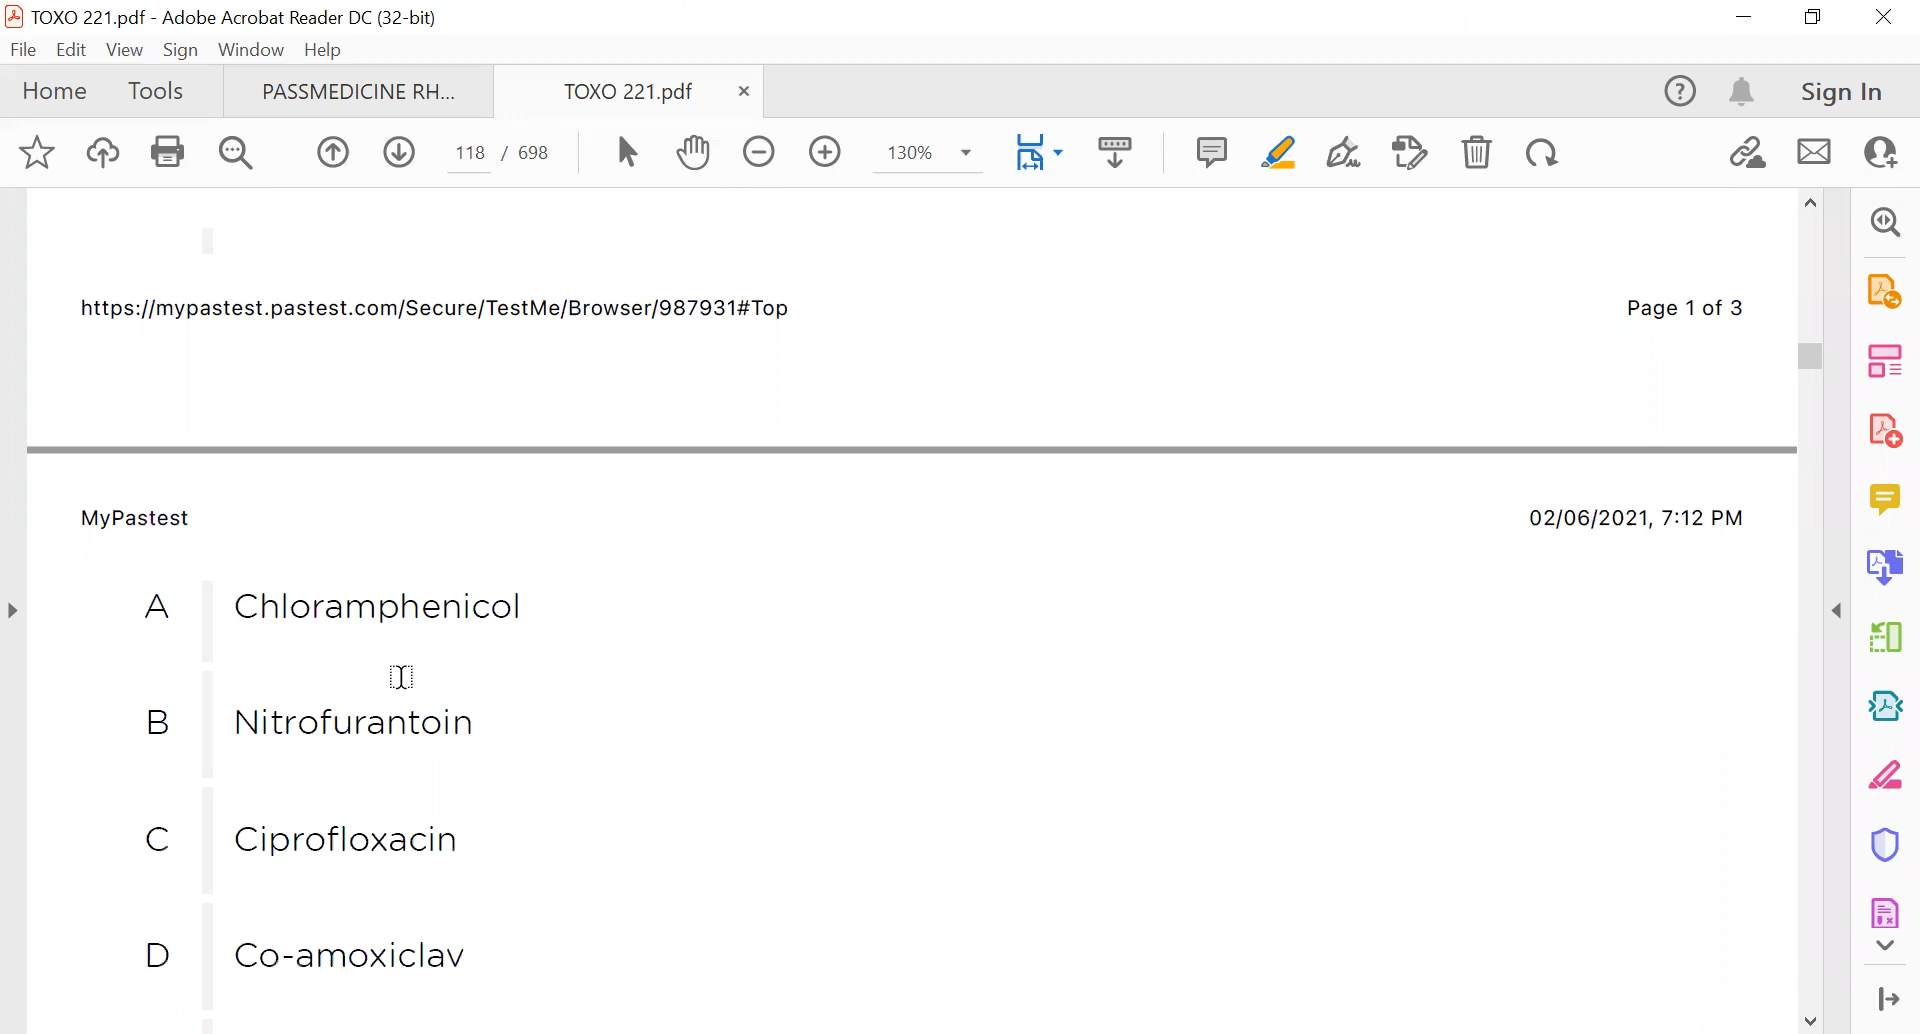 TOXO 221.pdf - Adobe Acrobat Reader DC (32-bit)
File Edit View Sign Window Help
Home Tools PASSMEDICINE RH... TOXO 221.pdf × Sign In
118 / 698 130%
https://mypastest.pastest.com/Secure/TestMe/Browser/987931#Top Page 1 of 3
MyPastest 02/06/2021, 7:12 PM
A Chloramphenicol
B Nitrofurantoin
C Ciprofloxacin
D Co-amoxiclav